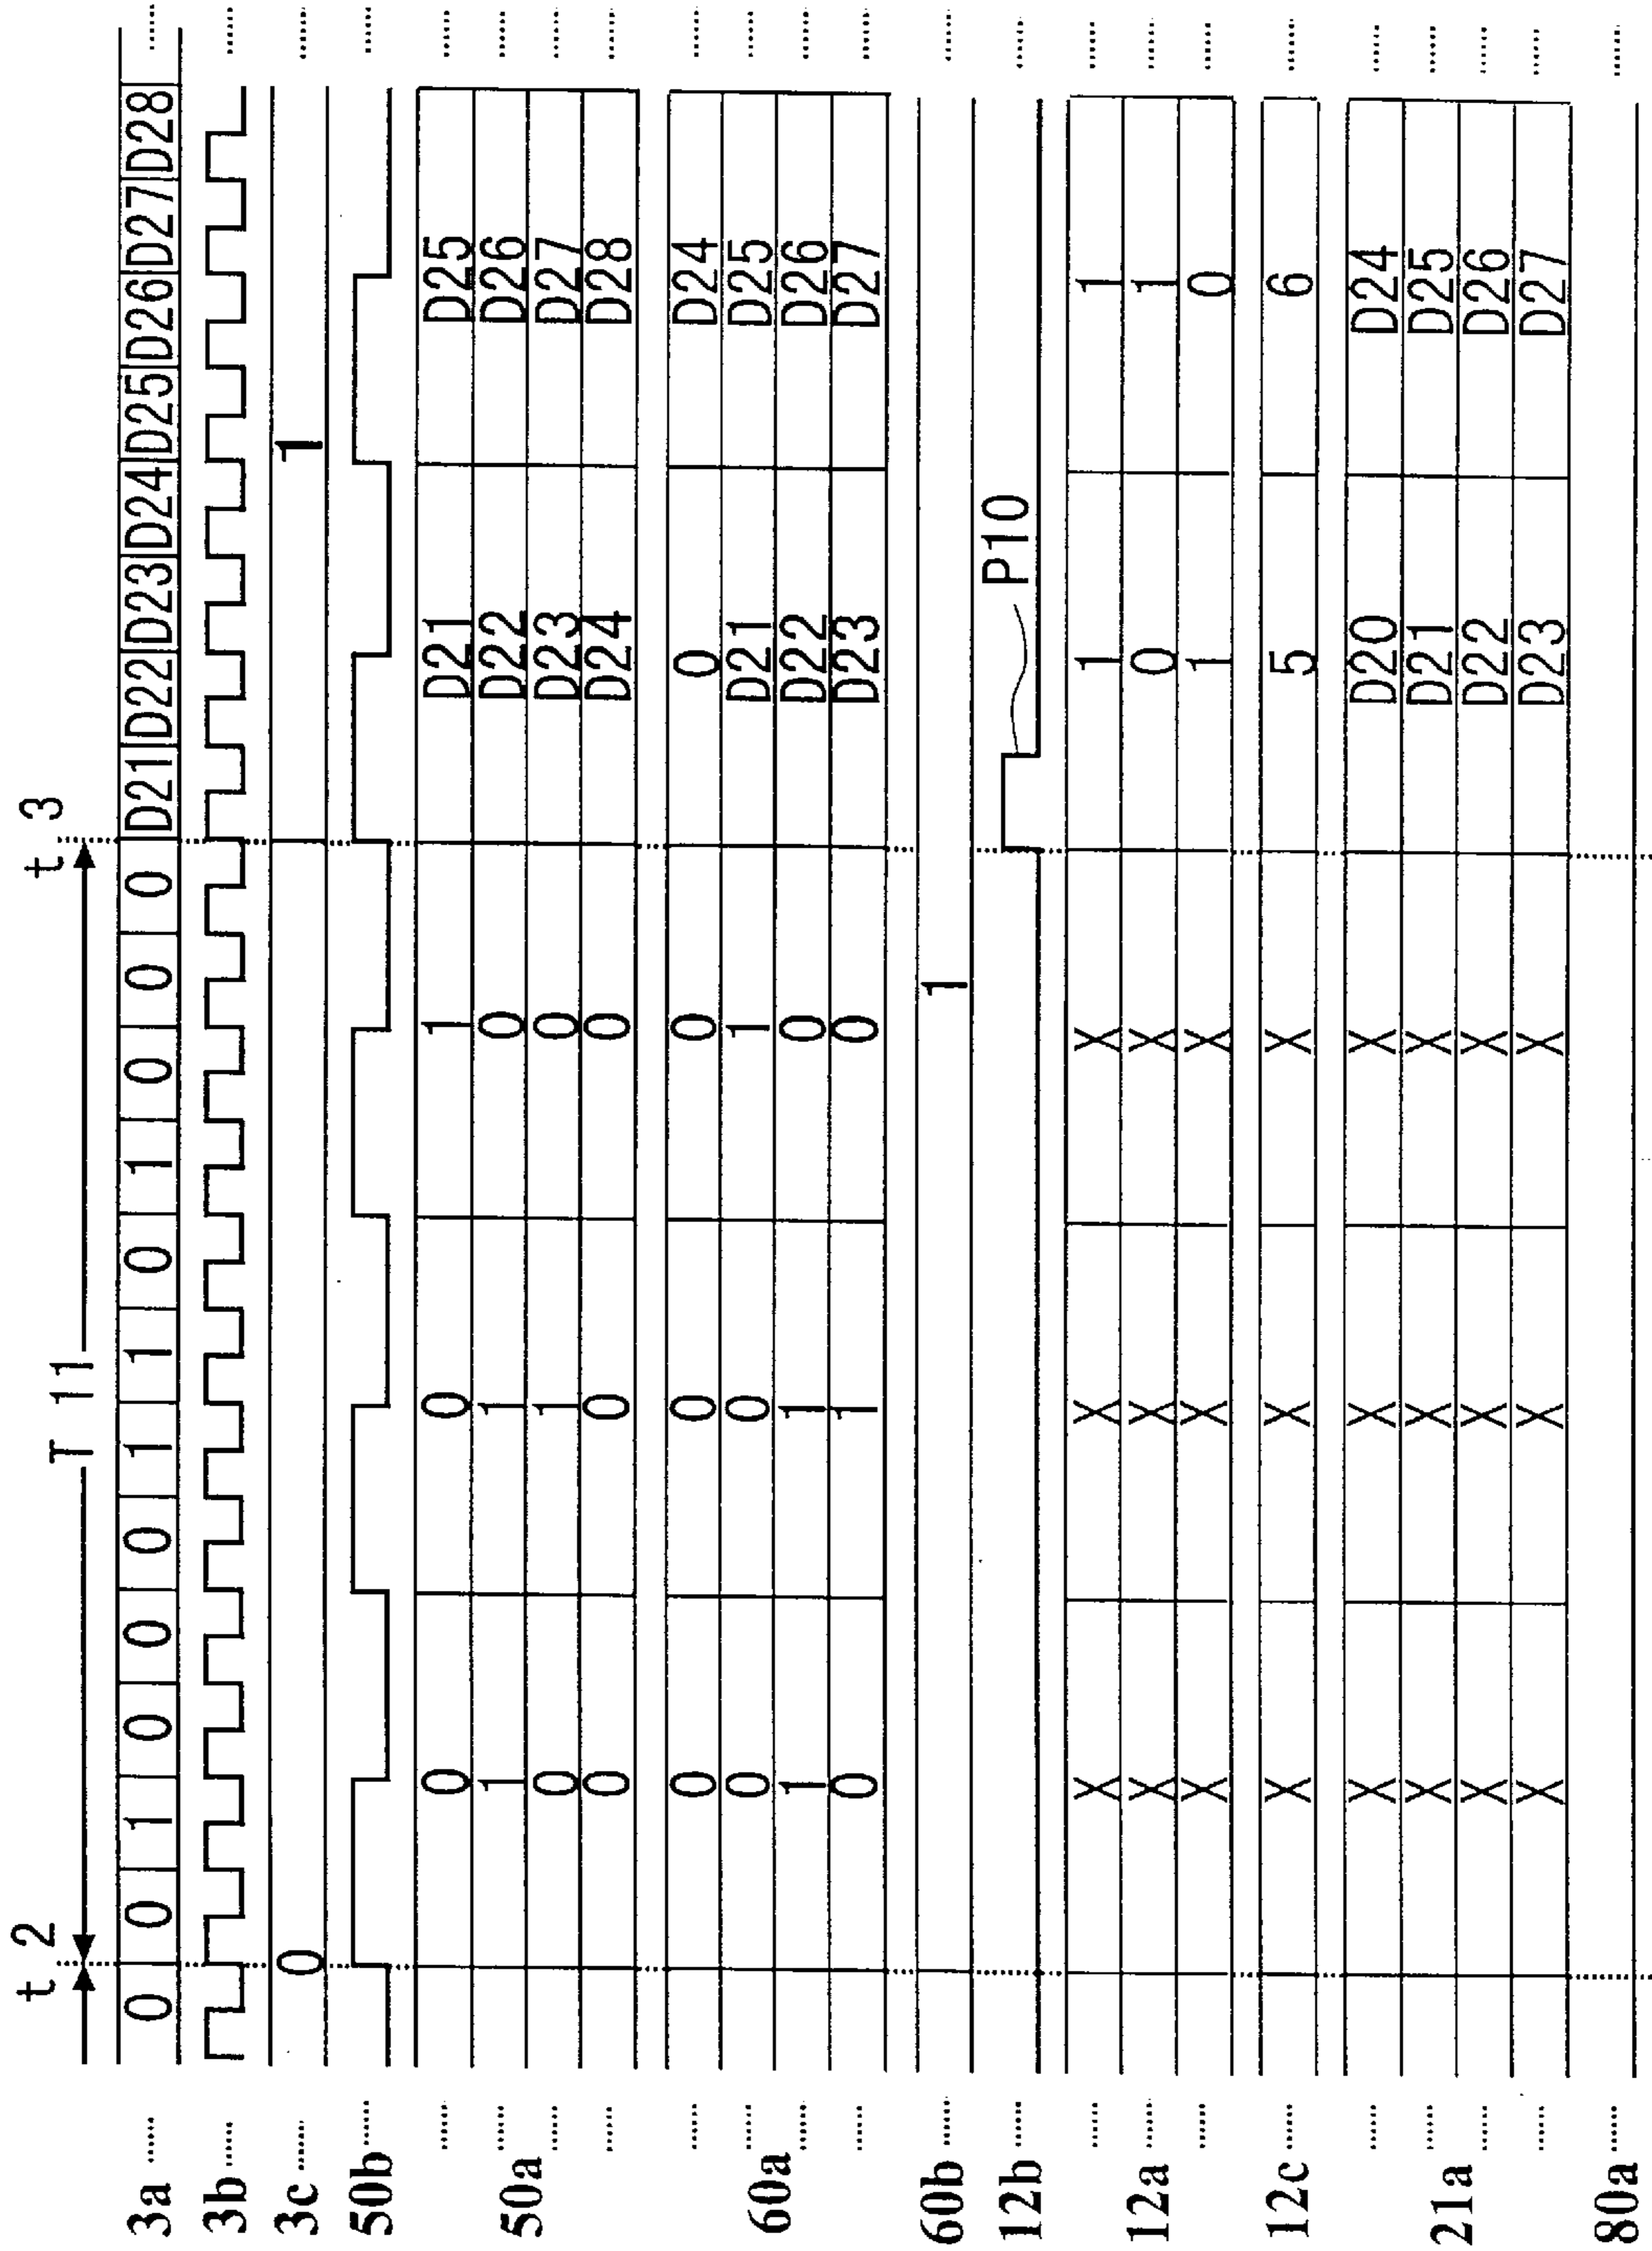 t 2 T 11 t 3
3a 0 0 1 0 0 0 1 1 0 1 0 0 0 D21 D22 D23 D24 D25 D26 D27 D28
3b
3c 0 1
50b
50a
0 0 1 D21 D25
1 1 0 D22 D26
0 1 0 D23 D27
0 0 0 D24 D28
60a
0 0 0 0 D24
0 0 1 D21 D25
1 1 0 D22 D26
0 1 0 D23 D27
60b 1
12b P10
12a
X X X 1 1
X X X 0 1
X X X 1 0
12c X X X 5 6
21a
X X X D20 D24
X X X D21 D25
X X X D22 D26
X X X D23 D27
80a